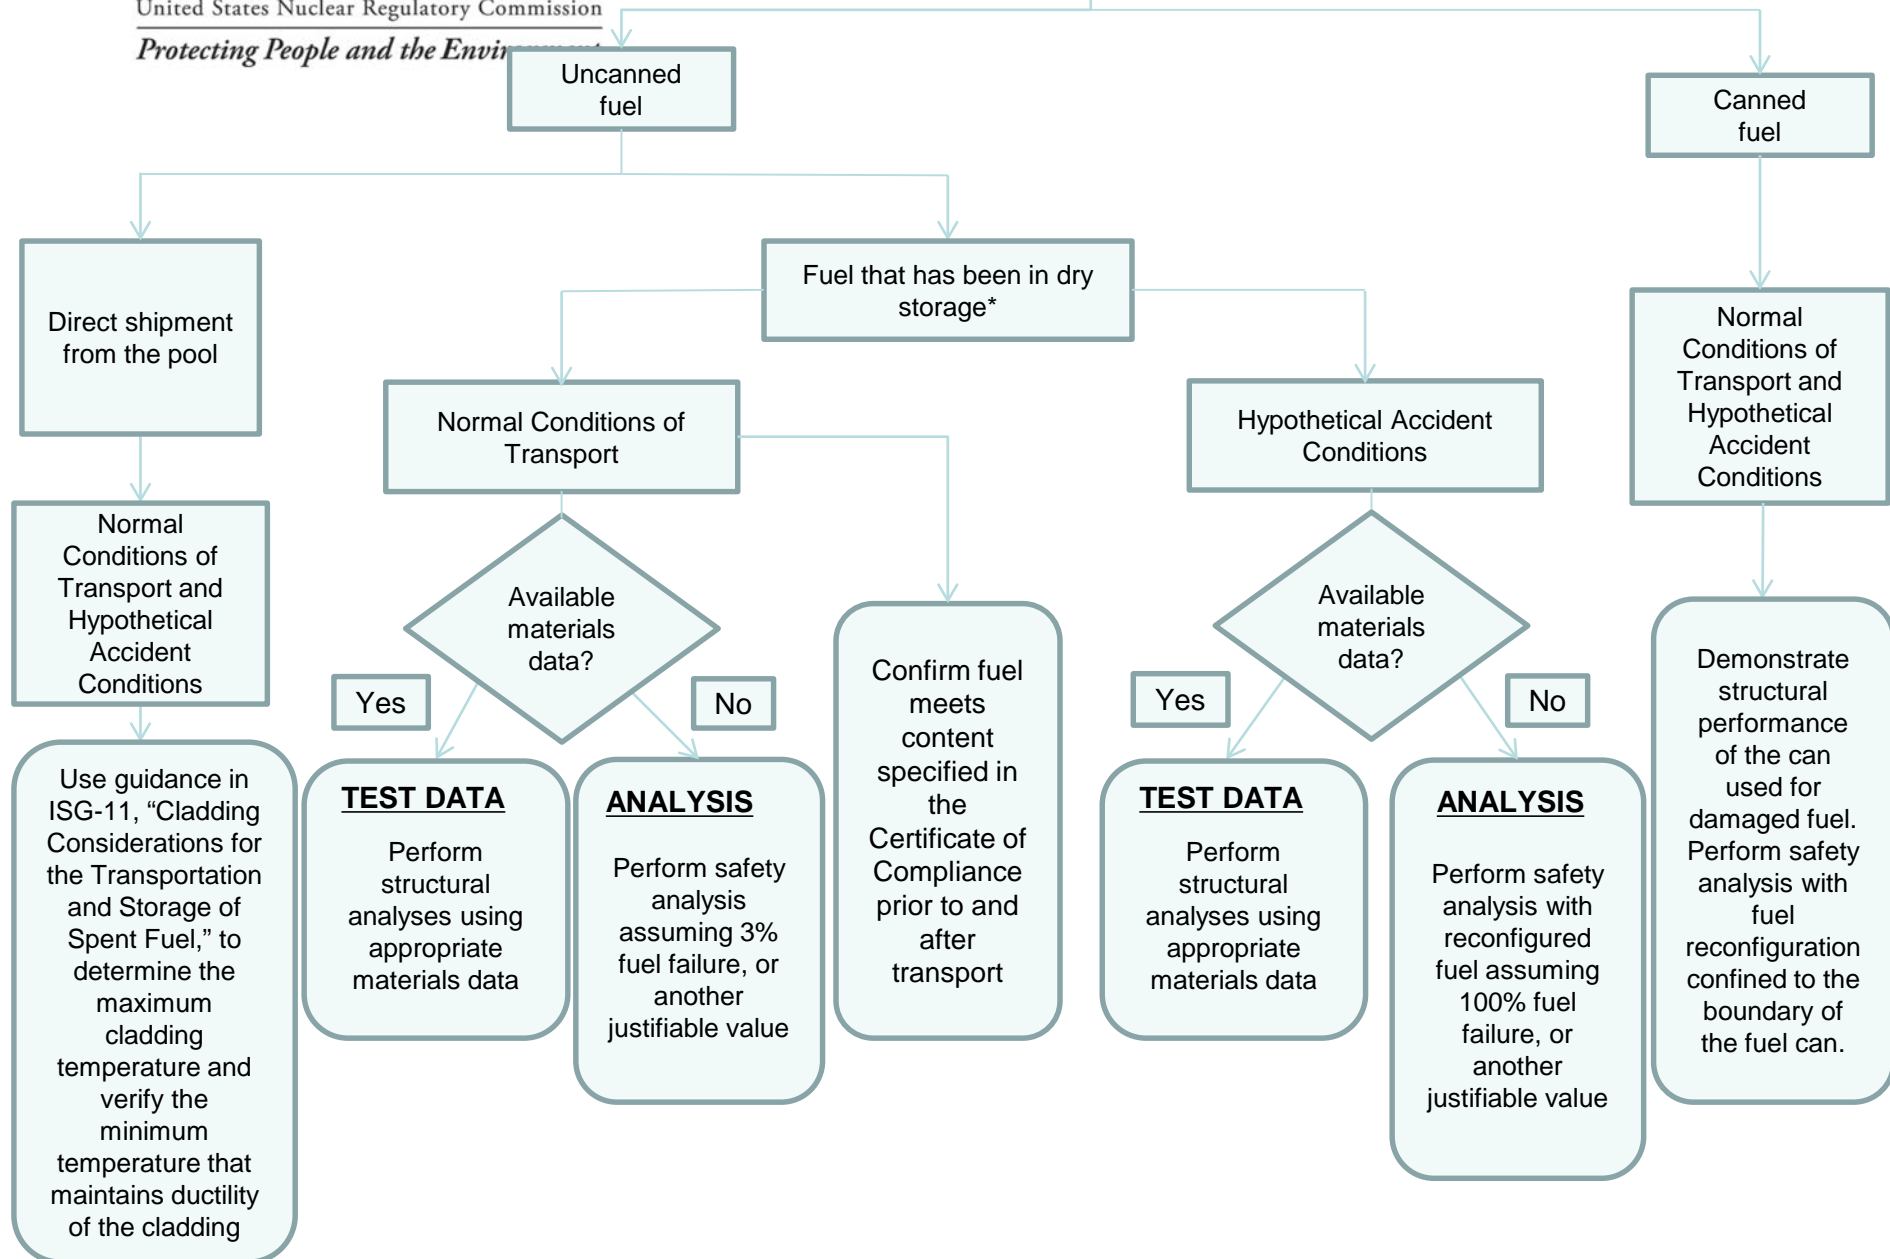 United States Nuclear Regulatory Commission
Protecting People and the Environment
Uncanned
fuel
Canned
fuel
Direct shipment
from the pool
Fuel that has been in dry
storage*
Normal
Conditions of
Transport and
Hypothetical
Accident
Conditions
Normal Conditions of
Transport
Hypothetical Accident
Conditions
Normal
Conditions of
Transport and
Hypothetical
Accident
Conditions
Available
materials
data?
Yes
No
Available
materials
data?
Yes
No
Use guidance in
ISG-11, “Cladding
Considerations for
the Transportation
and Storage of
Spent Fuel,” to
determine the
maximum
cladding
temperature and
verify the
minimum
temperature that
maintains ductility
of the cladding
TEST DATA
Perform
structural
analyses using
appropriate
materials data
ANALYSIS
Perform safety
analysis
assuming 3%
fuel failure, or
another
justifiable value
Confirm fuel
meets
content
specified in
the
Certificate of
Compliance
prior to and
after
transport
TEST DATA
Perform
structural
analyses using
appropriate
materials data
ANALYSIS
Perform safety
analysis with
reconfigured
fuel assuming
100% fuel
failure, or
another
justifiable value
Demonstrate
structural
performance
of the can
used for
damaged fuel.
Perform safety
analysis with
fuel
reconfiguration
confined to the
boundary of
the fuel can.